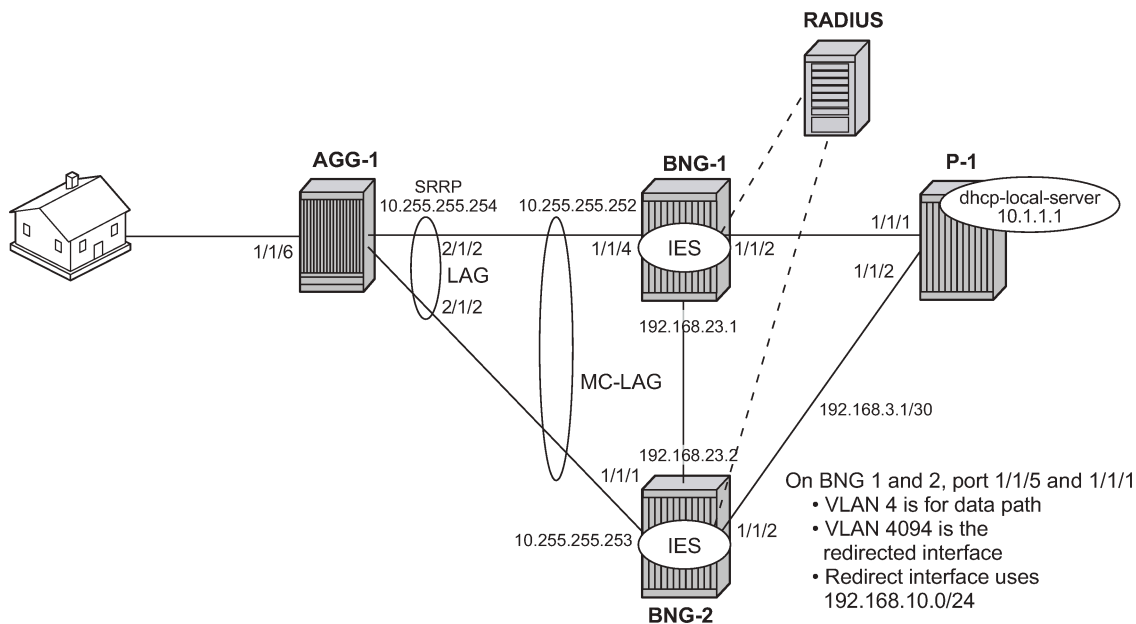 RADIUS
AGG-1
BNG-1
P-1
SRRP
10.255.255.254
10.255.255.252
dhcp-local-server
10.1.1.1
1/1/6
2/1/2
1/1/4
IES
1/1/2
1/1/1
LAG
1/1/2
2/1/2
192.168.23.1
MC-LAG
192.168.3.1/30
192.168.23.2
1/1/1
10.255.255.253
IES
1/1/2
BNG-2
On BNG 1 and 2, port 1/1/5 and 1/1/1
• VLAN 4 is for data path
• VLAN 4094 is the
redirected interface
• Redirect interface uses
192.168.10.0/24